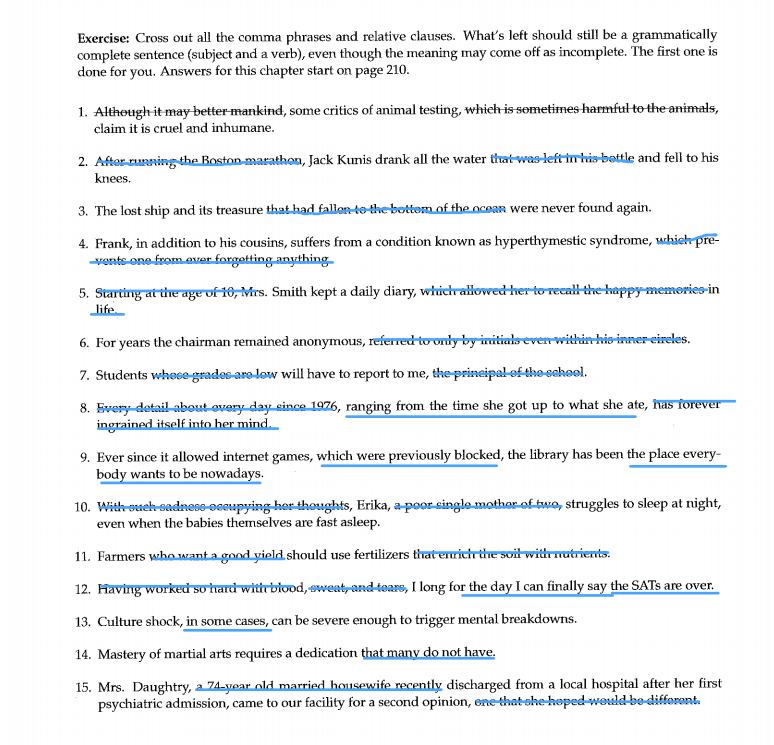 Exercise: Cross out all the comma phrases and relative clauses. What's left should still be a grammatically
complete sentence (subject and a verb), even though the meaning may come off as incomplete. The first one is
done for you. Answers for this chapter start on page 210.
1. Although it may better mankind, some critics of animal testing, which is sometimes harmful to the animals,
claim it is cruel and inhumane.
2. After running the Boston marathon, Jack Kunis drank all the water that was left in his bottle and fell to his
knees.
3. The lost ship and its treasure that had fallen to the bottom of the ocean were never found again.
4. Frank, in addition to his cousins, suffers from a condition known as hyperthymestic syndrome, which pre-
vents one from ever forgetting anything.
5. Starting at the age of 10, Mrs. Smith kept a daily diary, which allowed her to recall the happy memories in
life.
6. For years the chairman remained anonymous, referred to only by initials even within his inner circles.
7. Students whose grades are low will have to report to me, the principal of the school.
8. Every detail about every day since 1976, ranging from the time she got up to what she ate, has forever
ingrained itself into her mind.
9. Ever since it allowed internet games, which were previously blocked, the library has been the place every-
body wants to be nowadays.
10. With such sadness occupying her thoughts, Erika, a poor single mother of two, struggles to sleep at night,
even when the babies themselves are fast asleep.
11. Farmers who want a good yield should use fertilizers that enrich the soil with nutrients.
12. Having worked so hard with blood, sweat, and tears, I long for the day I can finally say the SATs are over.
13. Culture shock, in some cases, can be severe enough to trigger mental breakdowns.
14. Mastery of martial arts requires a dedication that many do not have.
15. Mrs. Daughtry, a 74-year old married housewife recently discharged from a local hospital after her first
psychiatric admission, came to our facility for a second opinion, one that she hoped would be different.